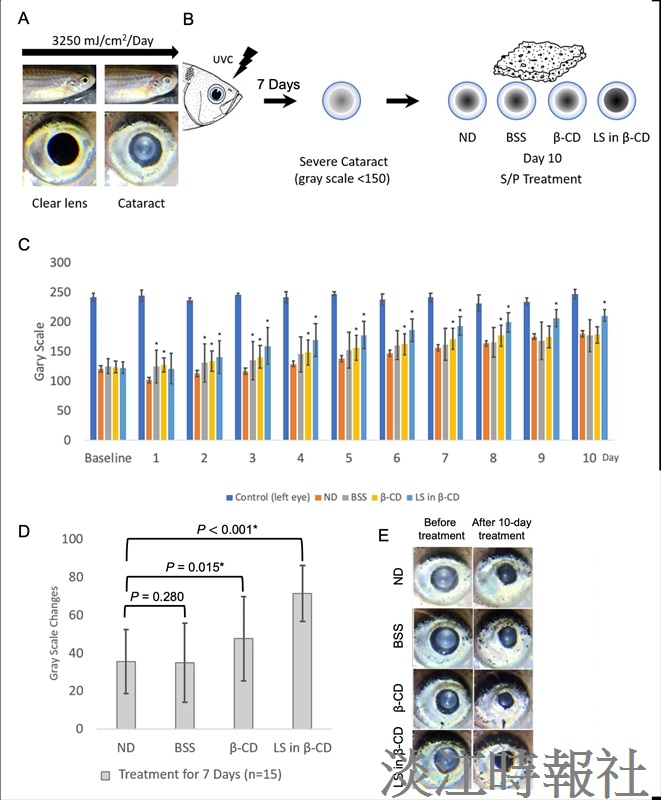 A
3250 mJ/cm²/Day
Clear lens
Cataract
B
UVC
7 Days
Severe Cataract
(gray scale <150)
ND
BSS
β-CD
LS in β-CD
Day 10
S/P Treatment
C
Gary Scale
300
250
200
150
100
50
0
* * * * * * * * * * * * * * * * * * * *
Baseline 1 2 3 4 5 6 7 8 9 10 Day
Control (left eye) ND BSS β-CD LS in β-CD
D
Gray Scale Changes
100
80
60
40
20
0
P < 0.001*
P = 0.015*
P = 0.280
ND BSS β-CD LS in β-CD
Treatment for 7 Days (n=15)
E
Before
treatment
After 10-day
treatment
ND
BSS
β-CD
LS in β-CD
淡江時報社